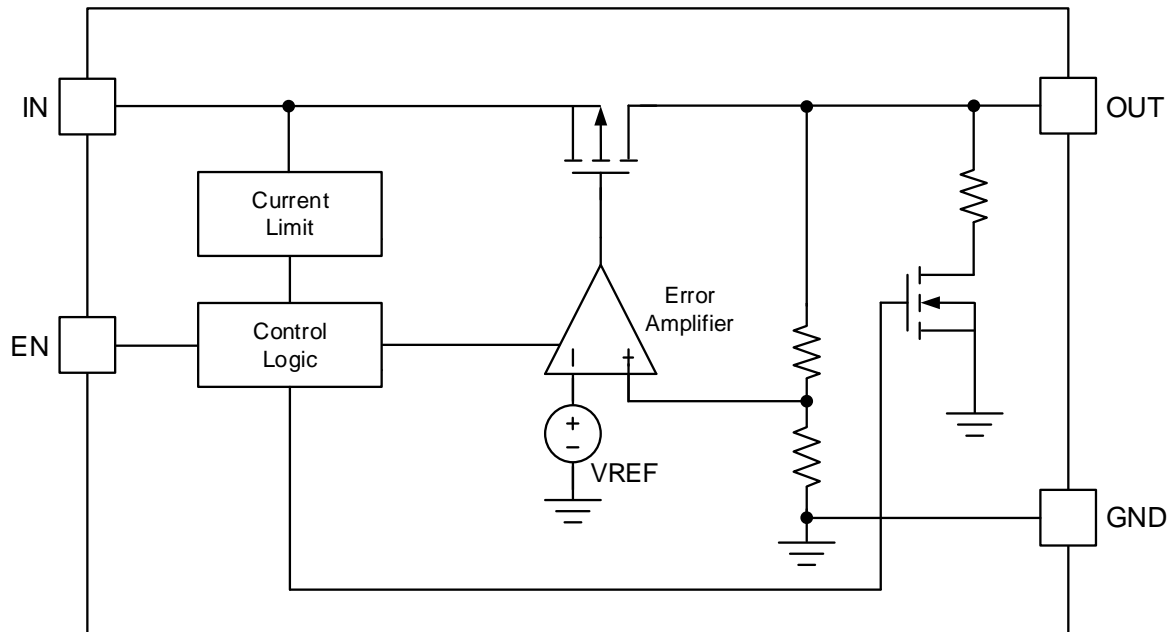 IN
OUT
Current
Limit
EN
Control
Logic
Error
Amplifier
VREF
GND